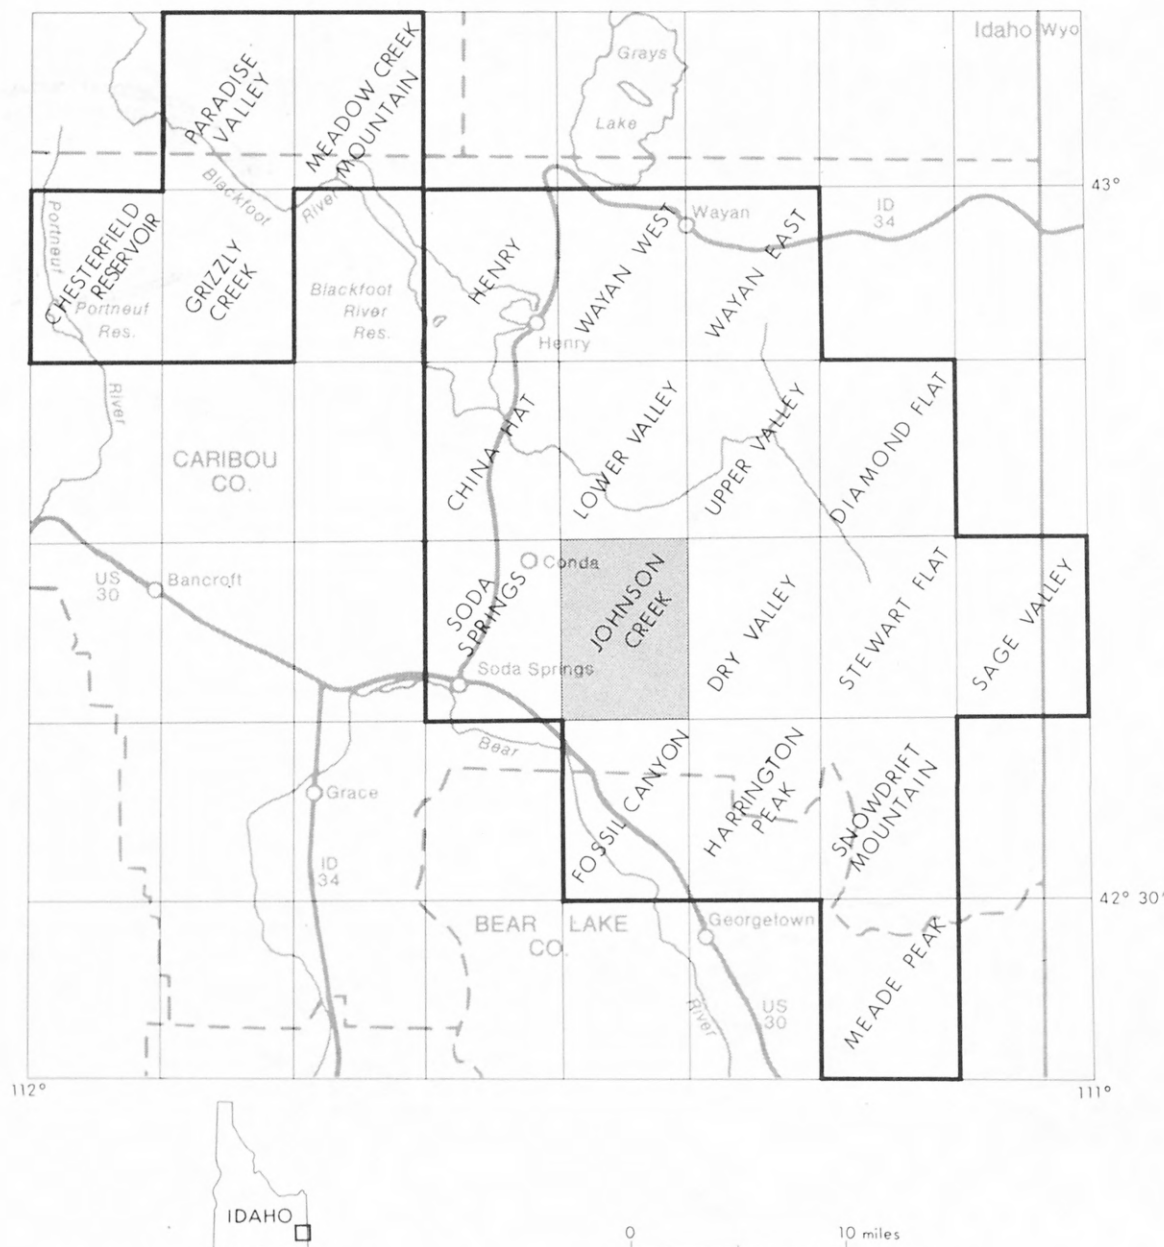 Idaho Wyo
Grays
Lake
PARADISE
VALLEY
MEADOW CREEK
MOUNTAIN
43°
Blackfoot
River
Portneuf
CHESTERFIELD
RESERVOIR
Portneuf
Res.
River
GRIZZLY
CREEK
Blackfoot
River
Res.
HENRY
Henry
WAYAN WEST
Wayan
WAYAN EAST
ID
34
CARIBOU
CO.
CHINA HAT
LOWER VALLEY
UPPER VALLEY
DIAMOND FLAT
US
30
Bancroft
Conda
SODA
SPRINGS
Soda Springs
JOHNSON
CREEK
DRY VALLEY
STEWART FLAT
SAGE VALLEY
Bear
Grace
ID
34
FOSSIL CANYON
HARRINGTON
PEAK
SNOWDRIFT
MOUNTAIN
42° 30'
BEAR LAKE
CO.
Georgetown
River
US
30
MEADE PEAK
112°
111°
IDAHO
0 10 miles